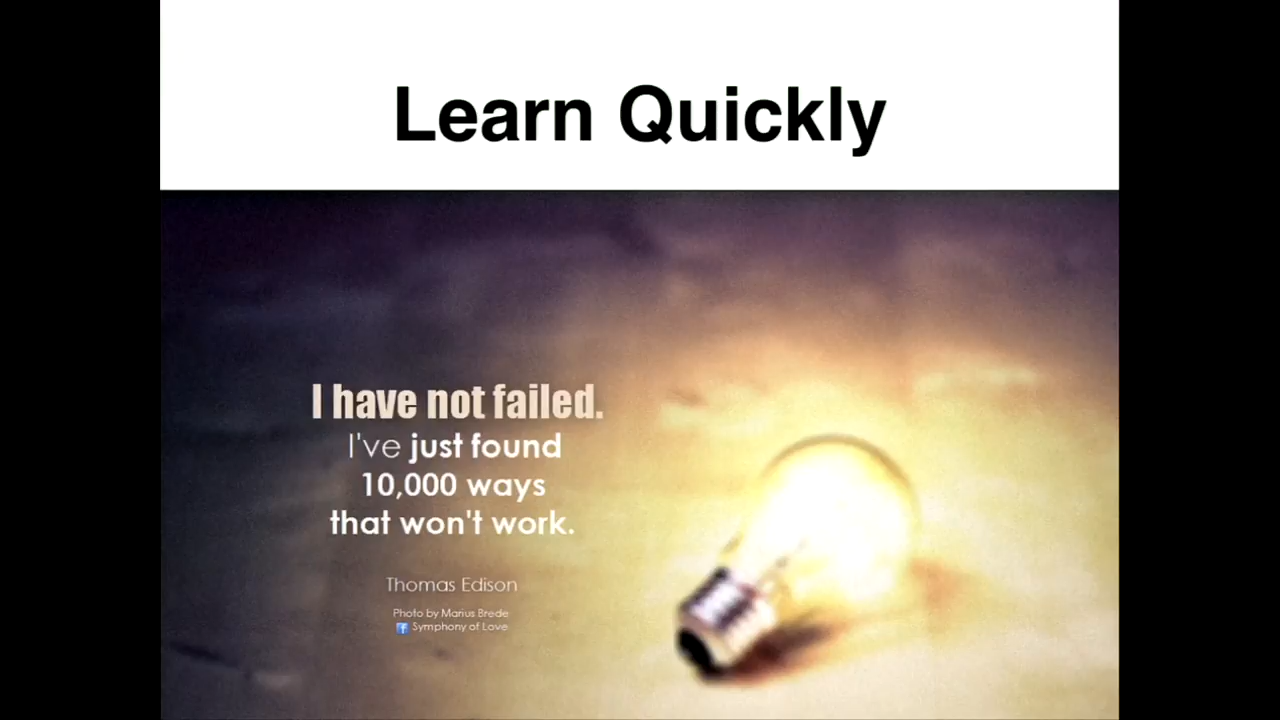 Learn Quickly
I have not failed.
I've just found
10,000 ways
that won't work.
Thomas Edison
Photo by Marius Brede
f Symphony of Love